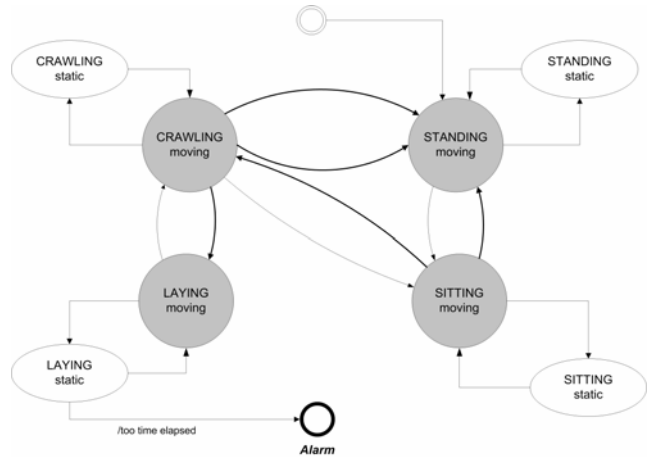 CRAWLING
static
STANDING
static
CRAWLING
moving
STANDING
moving
LAYING
moving
SITTING
moving
LAYING
static
SITTING
static
/too time elapsed
Alarm